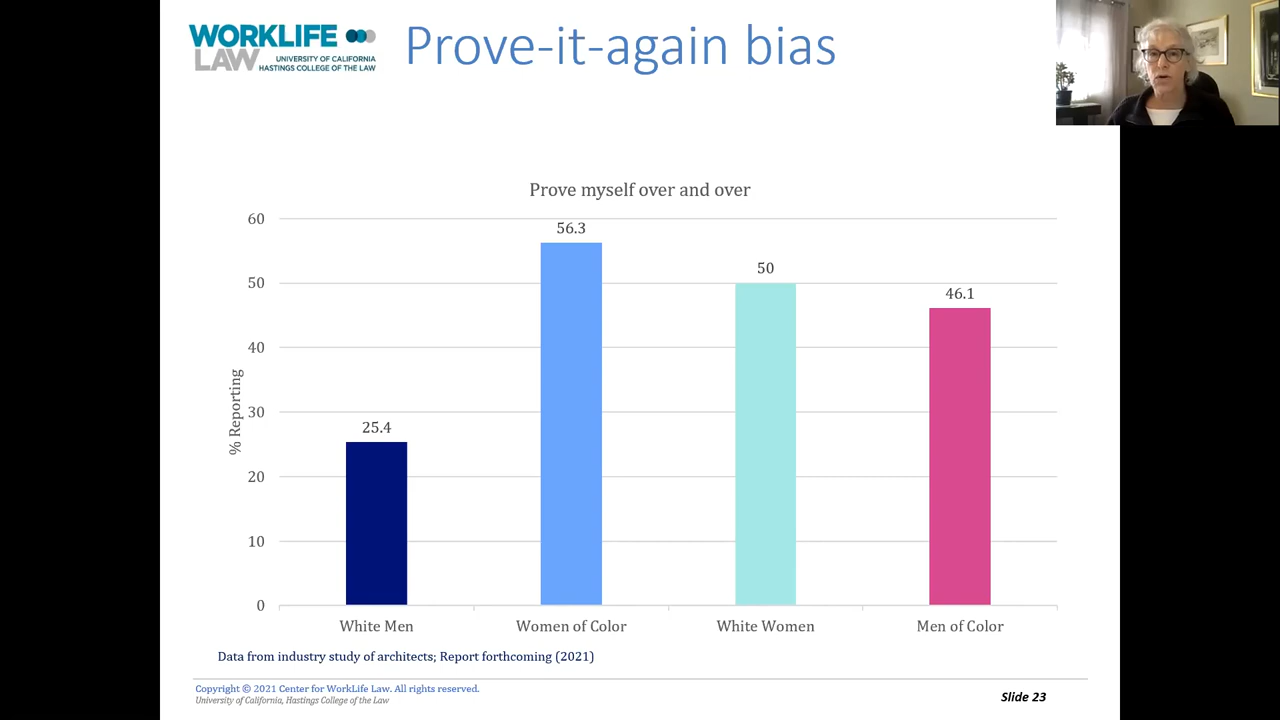 WORKLIFE
LAW
UNIVERSITY OF CALIFORNIA
HASTINGS COLLEGE OF THE LAW
Prove-it-again bias
Prove myself over and over
% Reporting
60
50
40
30
20
10
0
25.4
56.3
50
46.1
White Men
Women of Color
White Women
Men of Color
Data from industry study of architects; Report forthcoming (2021)
Copyright © 2021 Center for WorkLife Law. All rights reserved.
University of California, Hastings College of the Law
Slide 23